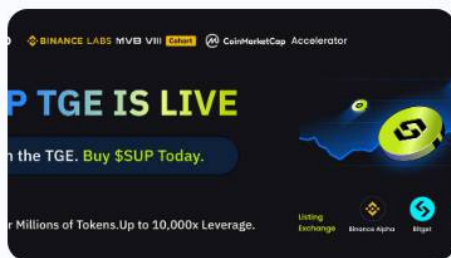 BINANCE LABS MVB VIII Cohort CoinMarketCap Accelerator
P TGE IS LIVE
the TGE. Buy $SUP Today.
Millions of Tokens.Up to 10,000x Leverage.
Listing
Exchange
Binance Alpha
Bitget